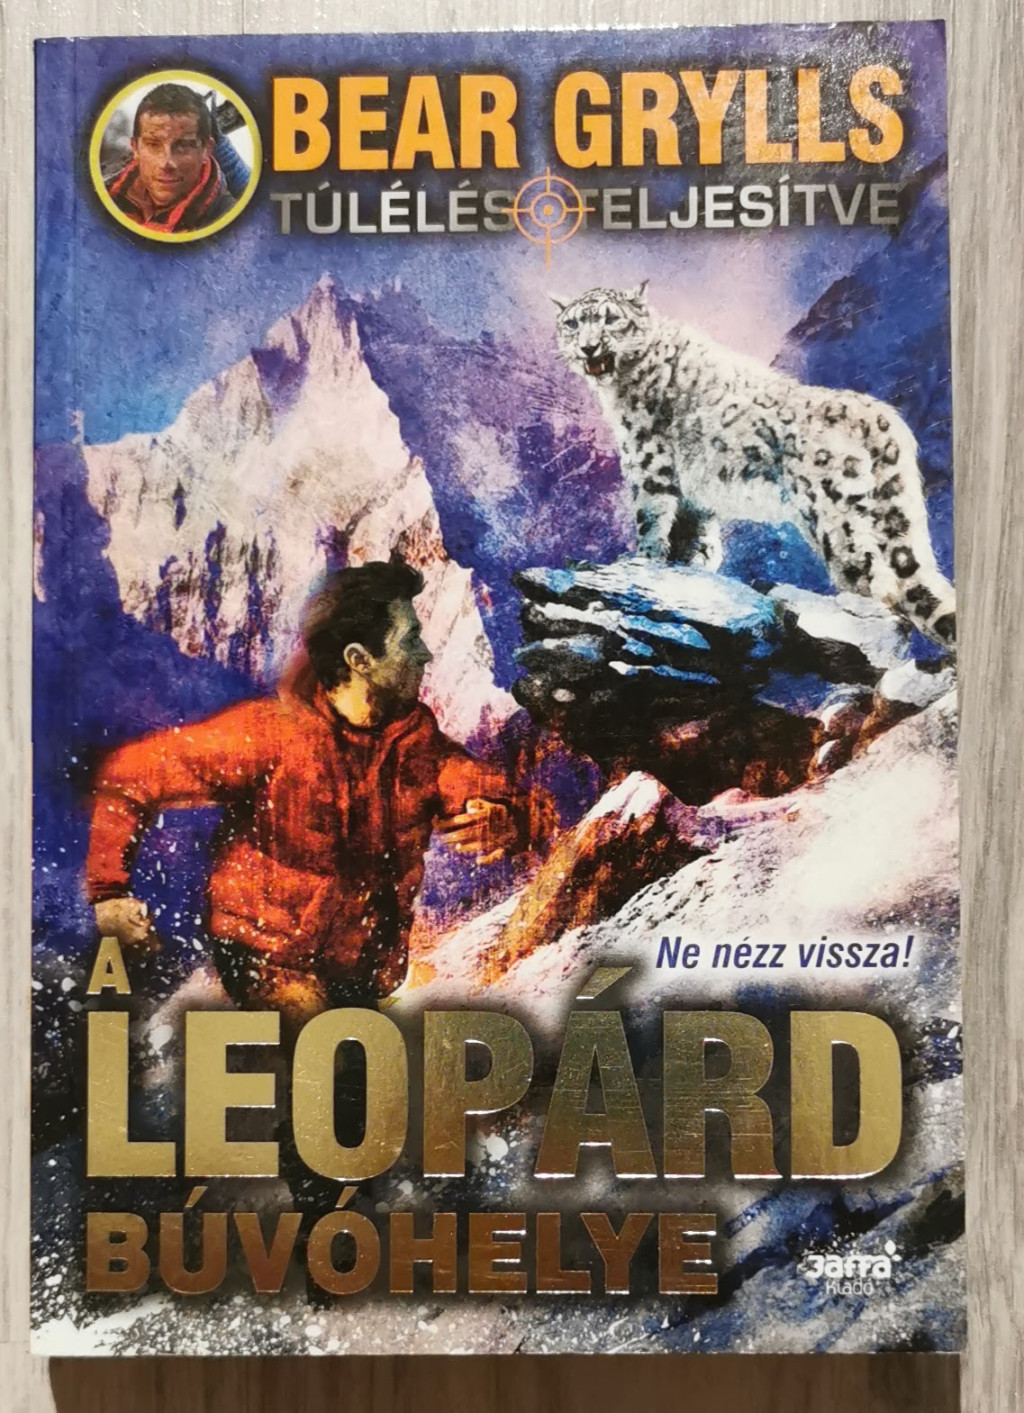 BEAR GRYLLS
TÚLÉLÉS FELJESÍTVE
Ne nézz vissza!
A
LEOPÁRD
BÚVÓHELYE
Jaffa
Kiadó